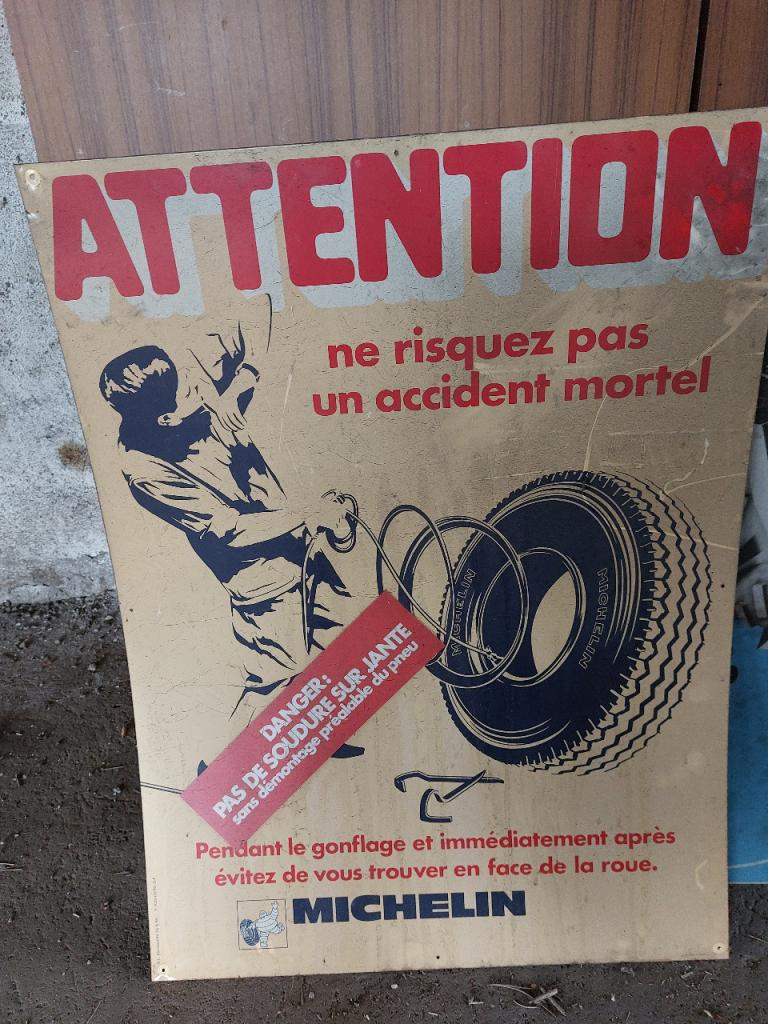 ATTENTION
ne risquez pas
un accident mortel
MICHELIN
MICHELIN
DANGER:
PAS DE SOUDURE SUR JANTE
sans démontage préalable du pneu
Pendant le gonflage et immédiatement après
évitez de vous trouver en face de la roue.
MICHELIN